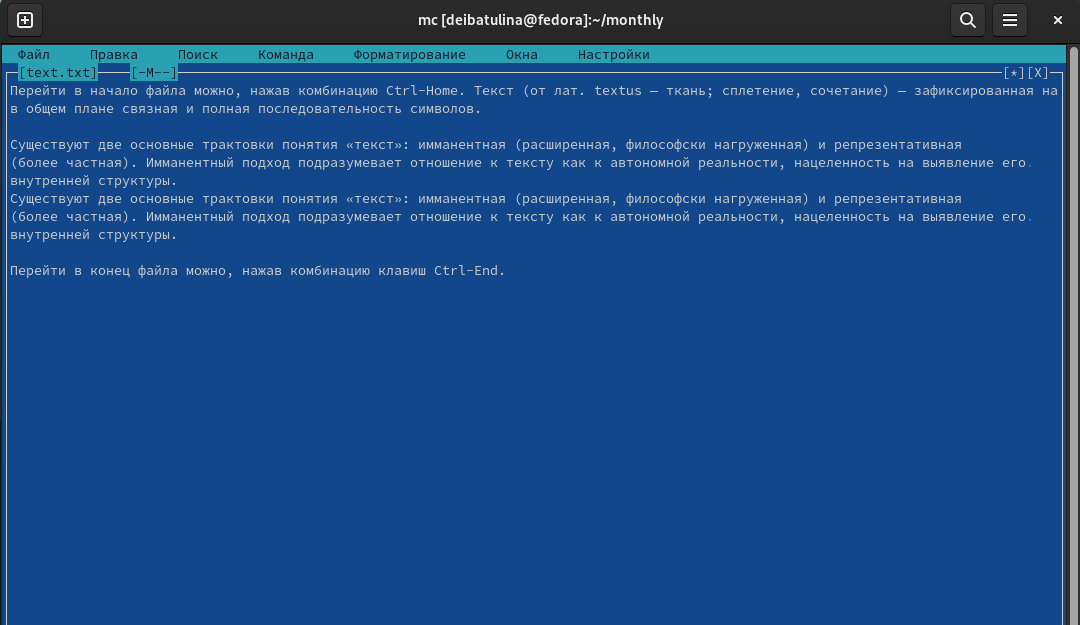 mc [deibatulina@fedora]:~/monthly
Файл Правка Поиск Команда Форматирование Окна Настройки
[text.txt] [-M--] [*][X]
Перейти в начало файла можно, нажав комбинацию Ctrl-Home. Текст (от лат. textus — ткань; сплетение, сочетание) — зафиксированная на
в общем плане связная и полная последовательность символов.
Существуют две основные трактовки понятия «текст»: имманентная (расширенная, философски нагруженная) и репрезентативная
(более частная). Имманентный подход подразумевает отношение к тексту как к автономной реальности, нацеленность на выявление его.
внутренней структуры.
Существуют две основные трактовки понятия «текст»: имманентная (расширенная, философски нагруженная) и репрезентативная
(более частная). Имманентный подход подразумевает отношение к тексту как к автономной реальности, нацеленность на выявление его.
внутренней структуры.
Перейти в конец файла можно, нажав комбинацию клавиш Ctrl-End.